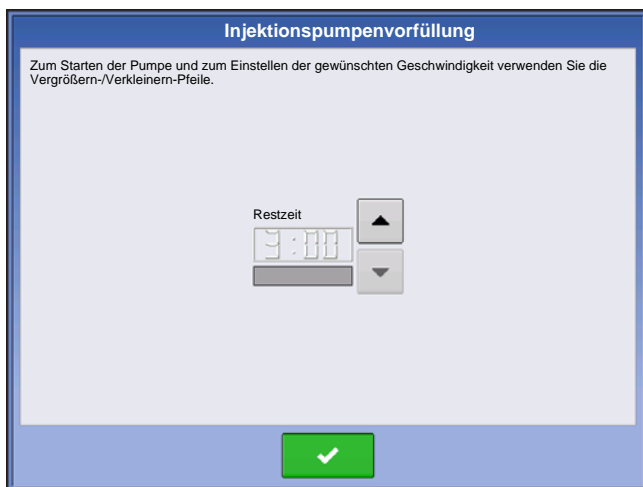 Injektionspumpenvorfüllung
Zum Starten der Pumpe und zum Einstellen der gewünschten Geschwindigkeit verwenden Sie die
Vergrößern-/Verkleinern-Pfeile.
Restzeit
3:00